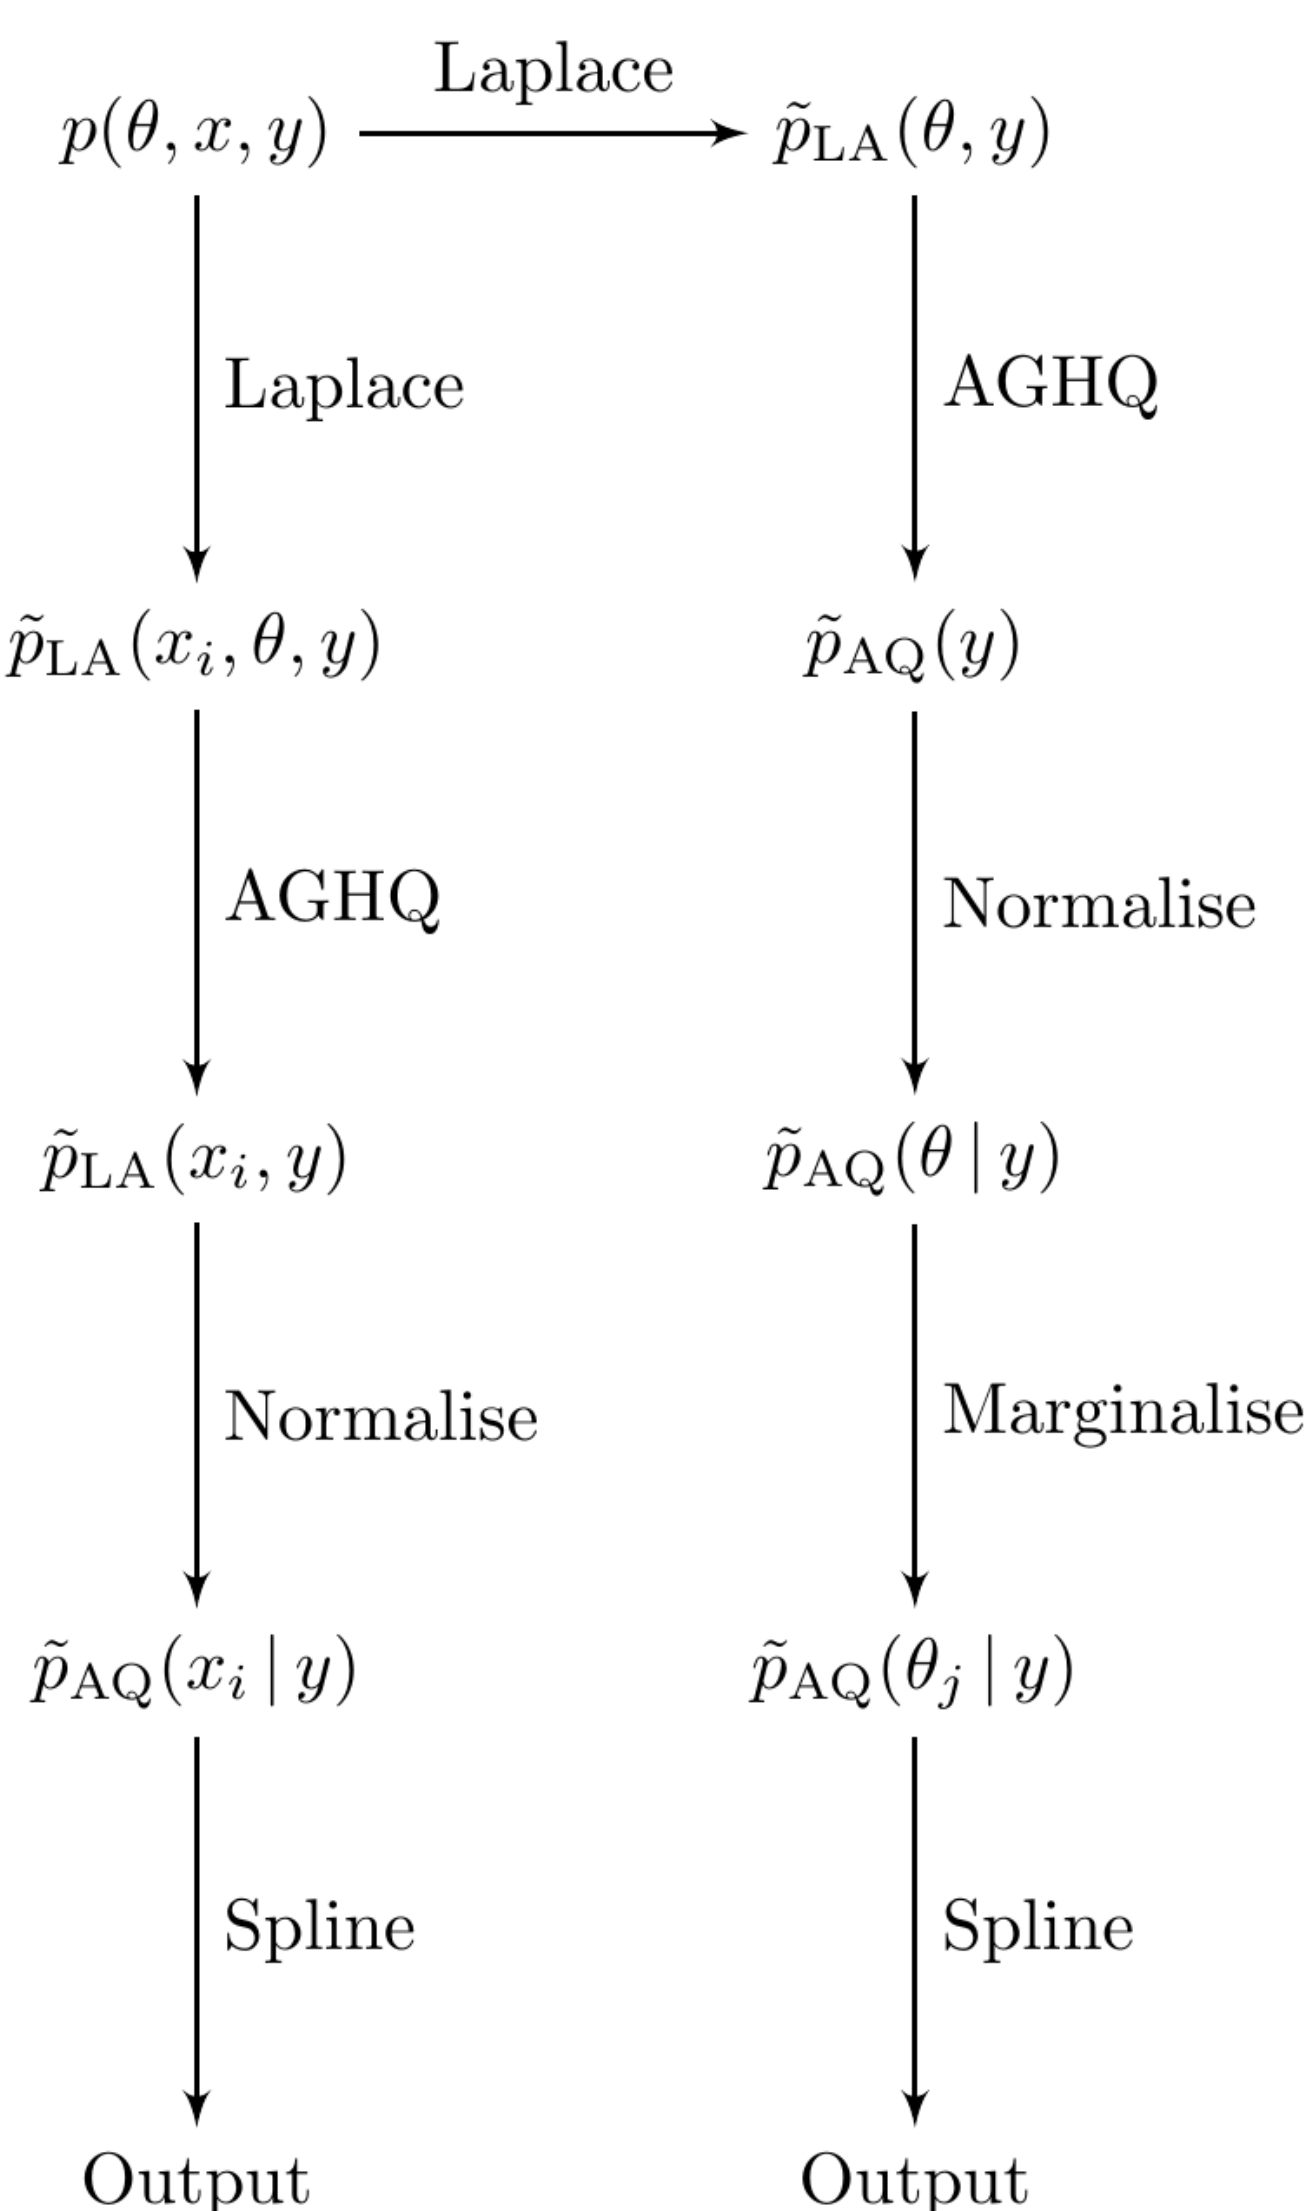 Laplace
p(θ, x, y) p̃_LA(θ, y)
Laplace AGHQ
p̃_LA(x_i, θ, y) p̃_AQ(y)
AGHQ Normalise
p̃_LA(x_i, y) p̃_AQ(θ | y)
Normalise Marginalise
p̃_AQ(x_i | y) p̃_AQ(θ_j | y)
Spline Spline
Output Output